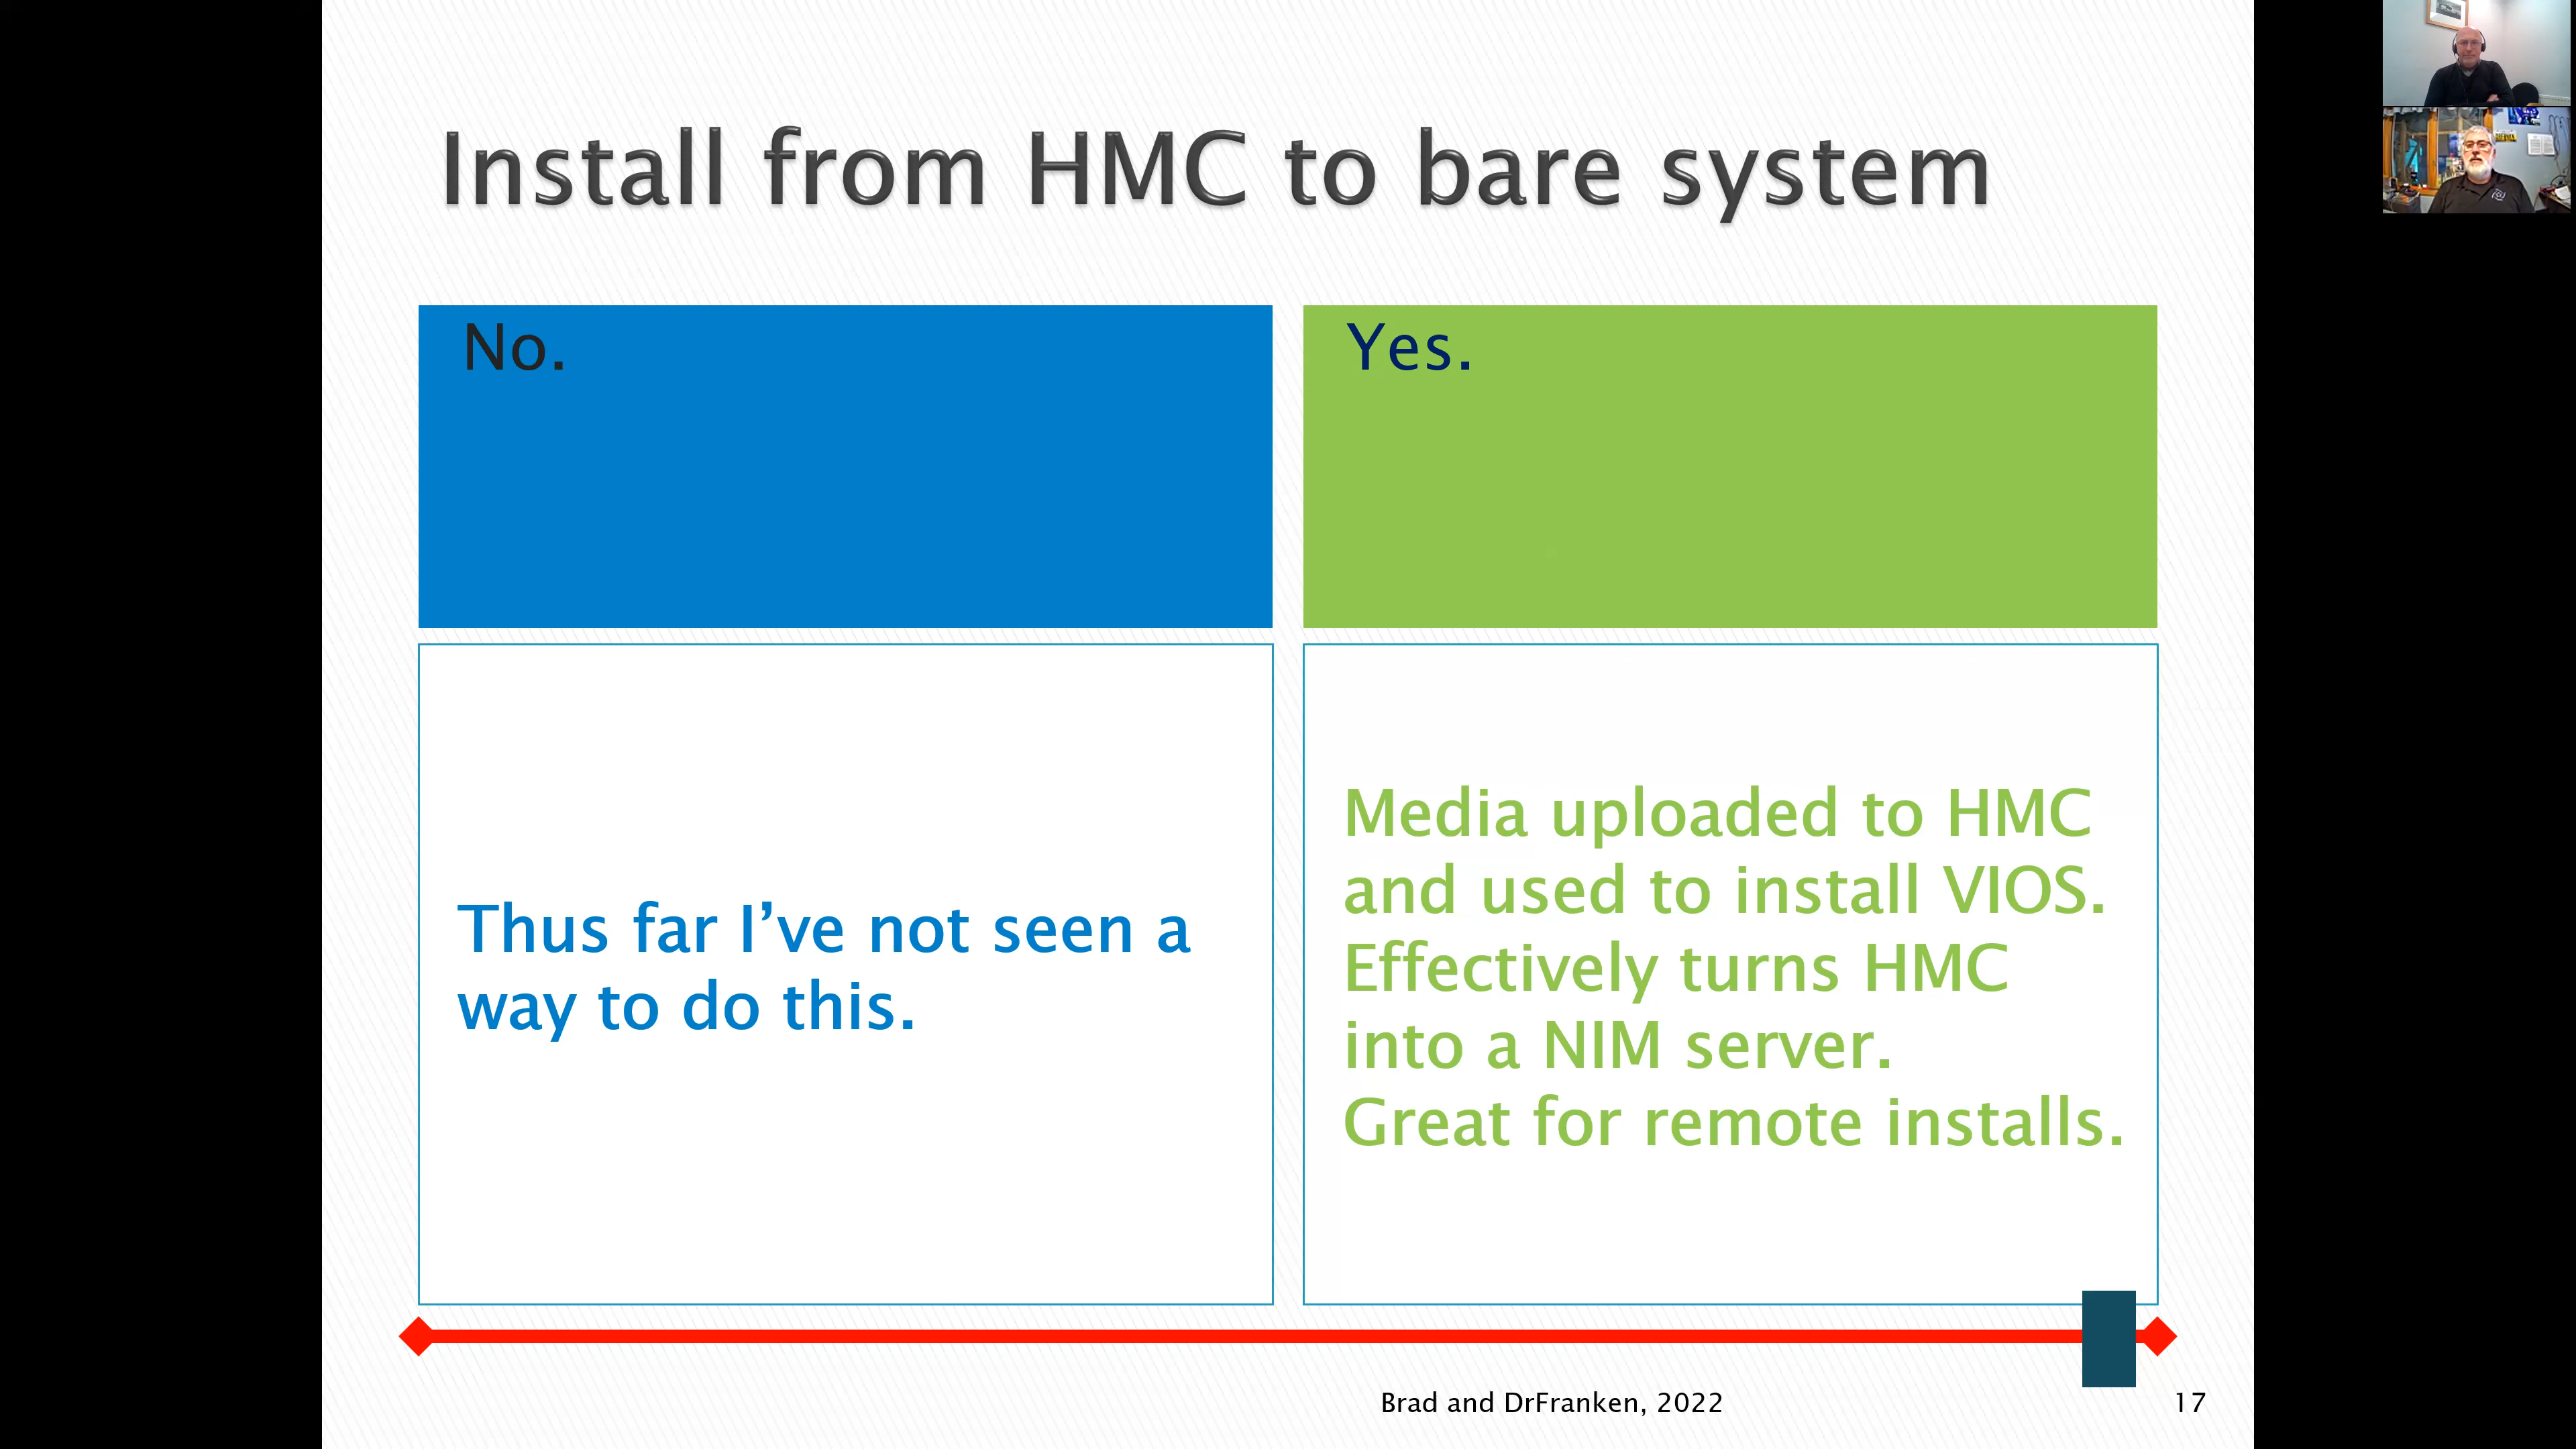 Install from HMC to bare system
No.
Yes.
Thus far I’ve not seen a
way to do this.
Media uploaded to HMC
and used to install VIOS.
Effectively turns HMC
into a NIM server.
Great for remote installs.
Brad and DrFranken, 2022
17